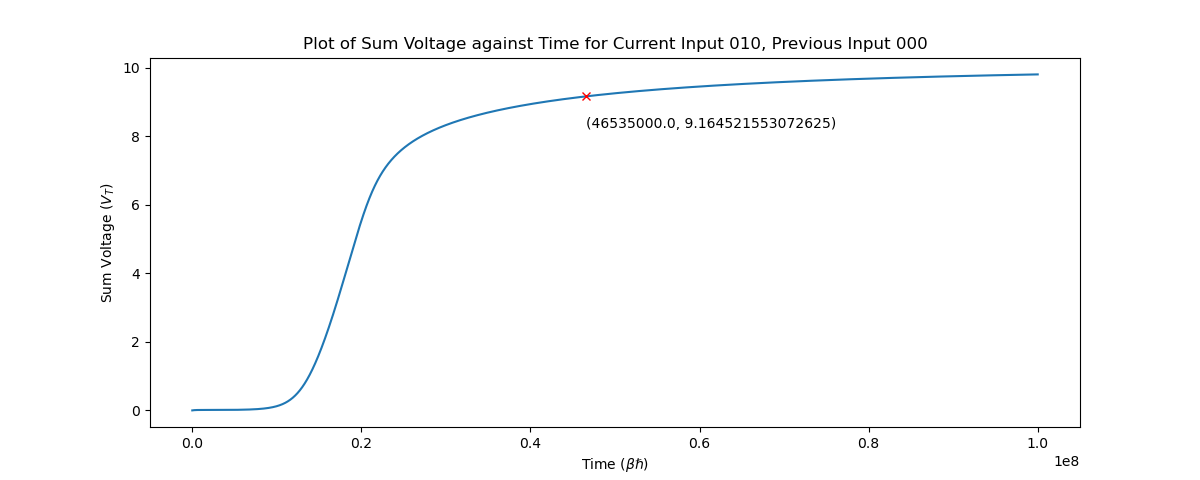 Plot of Sum Voltage against Time for Current Input 010, Previous Input 000
10
8
6
4
2
0
Sum Voltage (V_T)
(46535000.0, 9.164521553072625)
0.0 0.2 0.4 0.6 0.8 1.0
1e8
Time (βħ)